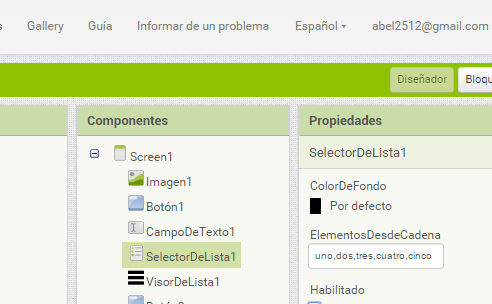 Gallery Guía Informar de un problema Español abel2512@gmail.com
Diseñador
Componentes
Screen1
Imagen1
Botón1
CampoDeTexto1
SelectorDeLista1
VisorDeLista1
Propiedades
SelectorDeLista1
ColorDeFondo
Por defecto
ElementosDesdeCadena
uno,dos,tres,cuatro,cinco
Habilitado